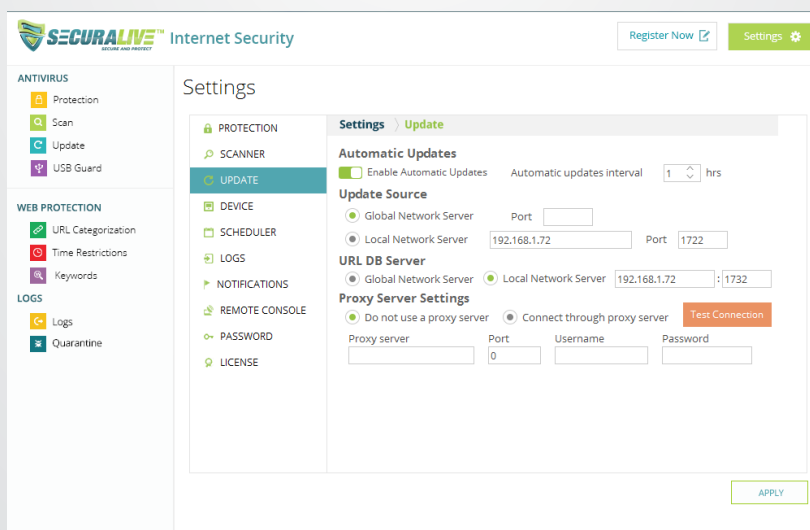 SECURALIVE™ Internet Security
SECURE AND PROTECT
Register Now
Settings
ANTIVIRUS
Protection
Scan
Update
USB Guard
WEB PROTECTION
URL Categorization
Time Restrictions
Keywords
LOGS
Logs
Quarantine
Settings
PROTECTION
SCANNER
UPDATE
DEVICE
SCHEDULER
LOGS
NOTIFICATIONS
REMOTE CONSOLE
PASSWORD
LICENSE
Settings Update
Automatic Updates
Enable Automatic Updates Automatic updates interval 1 hrs
Update Source
Global Network Server Port
Local Network Server 192.168.1.72 Port 1722
URL DB Server
Global Network Server Local Network Server 192.168.1.72 : 1732
Proxy Server Settings
Do not use a proxy server Connect through proxy server Test Connection
Proxy server Port Username Password
0
APPLY